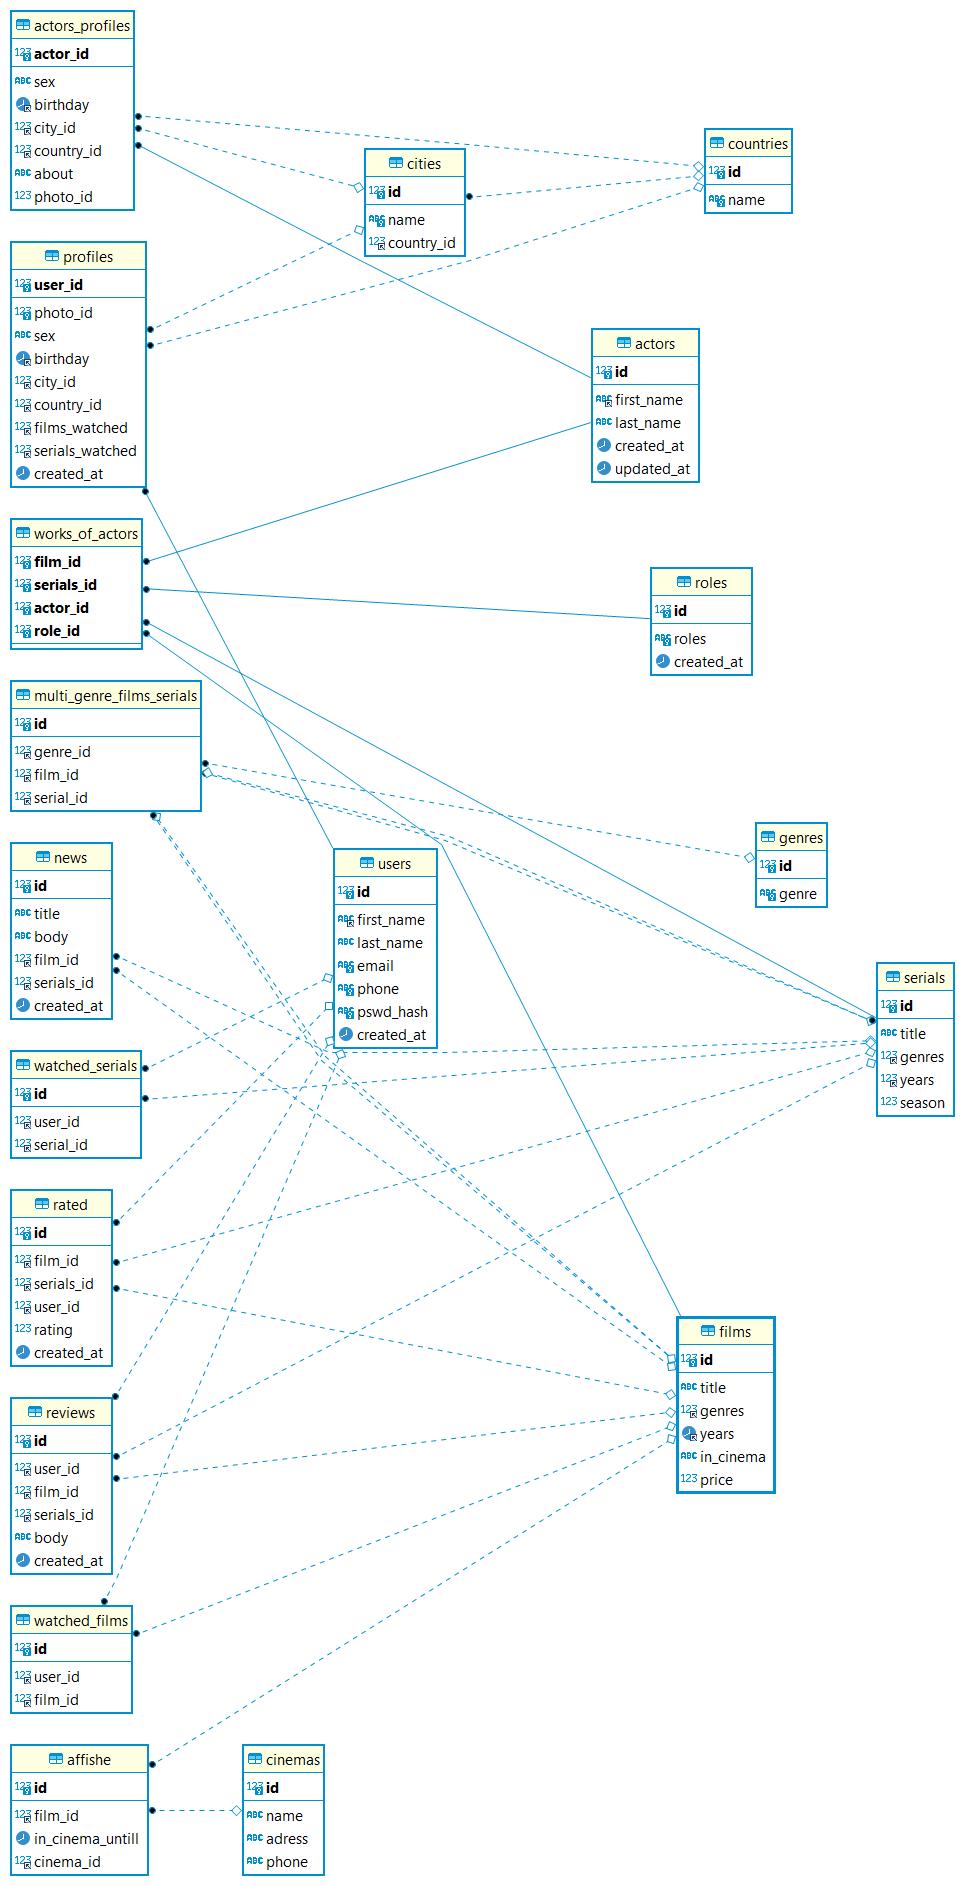 actors_profiles
actor_id
sex
birthday
city_id
country_id
about
photo_id
cities
id
name
country_id
countries
id
name
profiles
user_id
photo_id
sex
birthday
city_id
country_id
films_watched
serials_watched
created_at
actors
id
first_name
last_name
created_at
updated_at
works_of_actors
film_id
serials_id
actor_id
role_id
roles
id
roles
created_at
multi_genre_films_serials
id
genre_id
film_id
serial_id
genres
id
genre
news
id
title
body
film_id
serials_id
created_at
users
id
first_name
last_name
email
phone
pswd_hash
created_at
serials
id
title
genres
years
season
watched_serials
id
user_id
serial_id
rated
id
film_id
serials_id
user_id
rating
created_at
films
id
title
genres
years
in_cinema
price
reviews
id
user_id
film_id
serials_id
body
created_at
watched_films
id
user_id
film_id
affishe
id
film_id
in_cinema_untill
cinema_id
cinemas
id
name
adress
phone